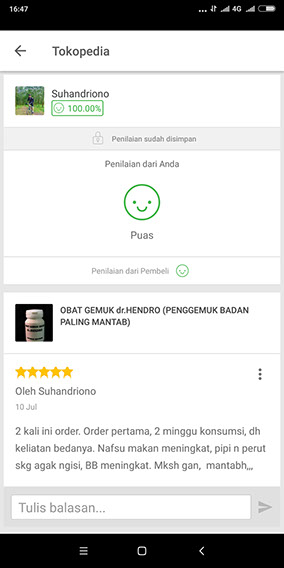 16:47
... 4G
Tokopedia
Suhandriono
100.00%
Penilaian sudah disimpan
Penilaian dari Anda
Puas
Penilaian dari Pembeli
OBAT GEMUK dr.HENDRO (PENGGEMUK BADAN
PALING MANTAB)
Oleh Suhandriono
10 Jul
2 kali ini order. Order pertama, 2 minggu konsumsi, dh
keliatan bedanya. Nafsu makan meningkat, pipi n perut
skg agak ngisi, BB meningkat. Mksh gan, mantabh,,,
Tulis balasan...